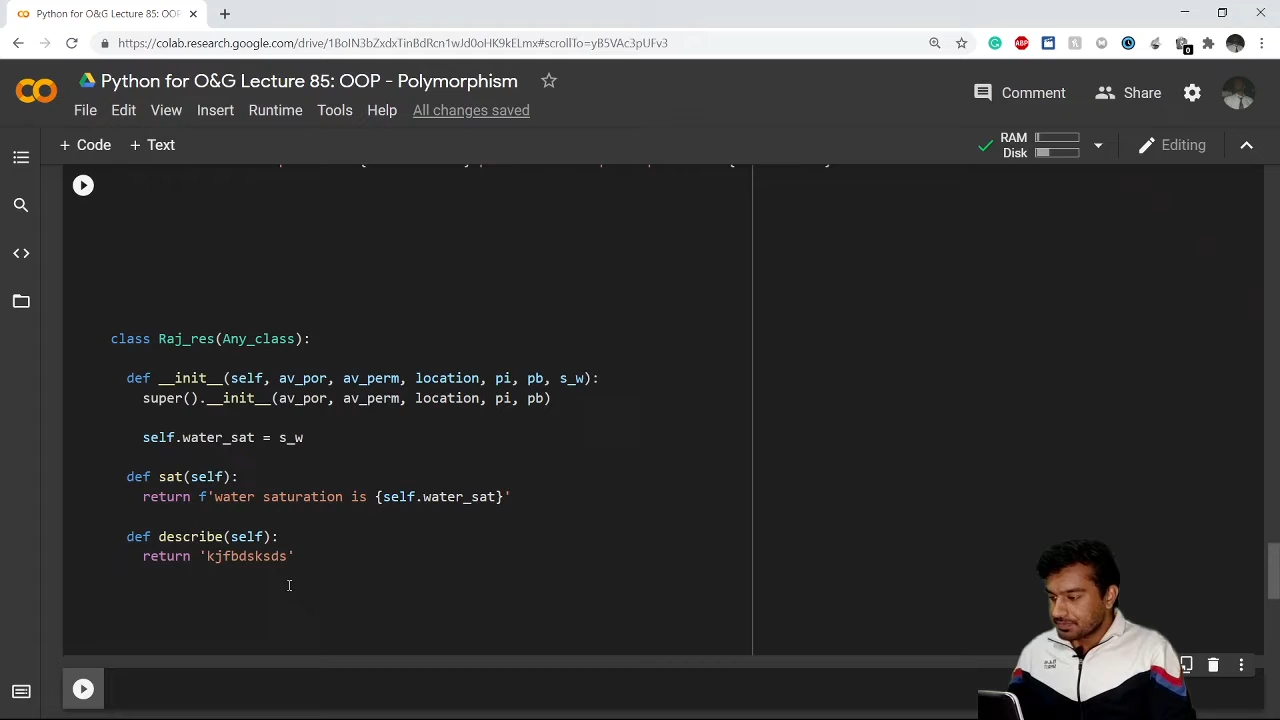 Python for O&G Lecture 85: OOP
https://colab.research.google.com/drive/1BdIN3bZxdxTinBd8cn1wJd0cIK9kELmx#scrollTo=yB5VAc3pUFv3
Python for O&G Lecture 85: OOP - Polymorphism
Comment
Share
File Edit View Insert Runtime Tools Help All changes saved
+ Code + Text
RAM
Disk
Editing
class Raj_res(Any_class):
def __init__(self, av_por, av_perm, location, pi, pb, s_w):
super().__init__(av_por, av_perm, location, pi, pb)
self.water_sat = s_w
def sat(self):
return f'water saturation is {self.water_sat}'
def describe(self):
return 'kjfbdsksds'